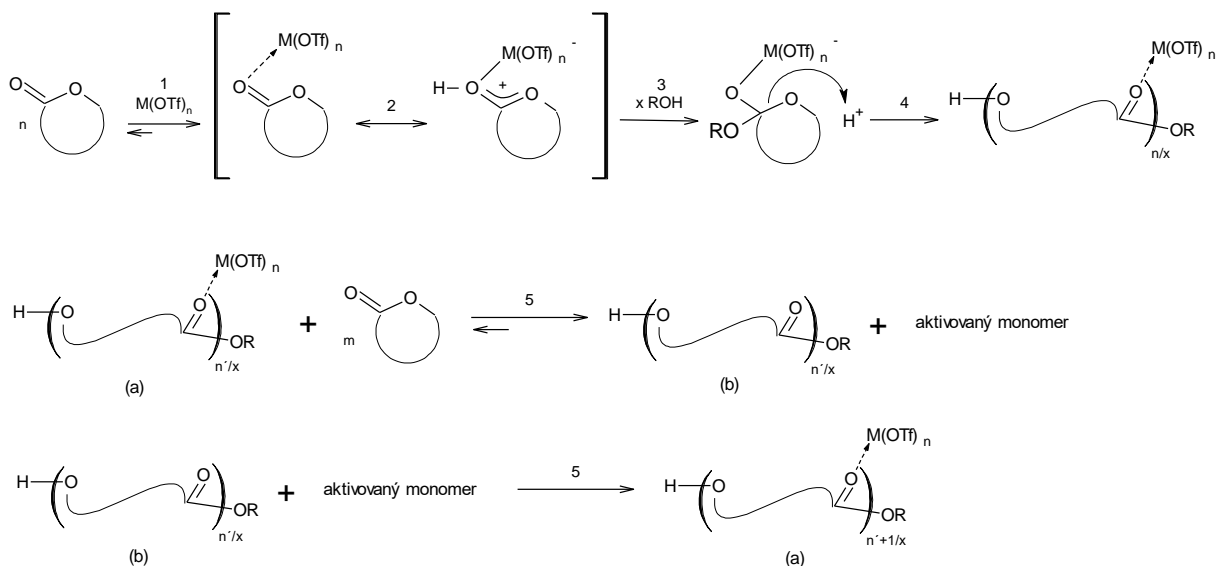 M(OTf) n
M(OTf) n -
M(OTf) n -
M(OTf) n
O O
n
1
M(OTf)n
O O
2
H O + O
3
x ROH
O O
RO H+
4
H O O
OR
n/x
M(OTf) n
H O O
OR
n´/x
(a)
+
O O
m
5
H O O
OR
n´/x
(b)
+ aktivovaný monomer
M(OTf) n
H O O
OR
n´/x
(b)
+ aktivovaný monomer
5
H O O
OR
n´+1/x
(a)